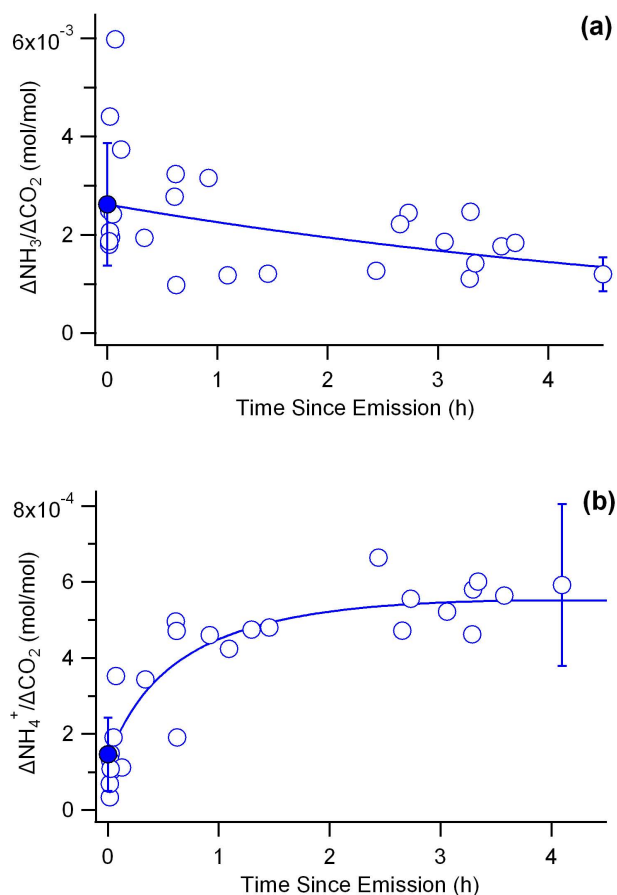 (a)
6x10⁻³
4
2
0
ΔNH₃/ΔCO₂ (mol/mol)
0 1 2 3 4
Time Since Emission (h)
(b)
8x10⁻⁴
6
4
2
0
ΔNH₄⁺/ΔCO₂ (mol/mol)
0 1 2 3 4
Time Since Emission (h)